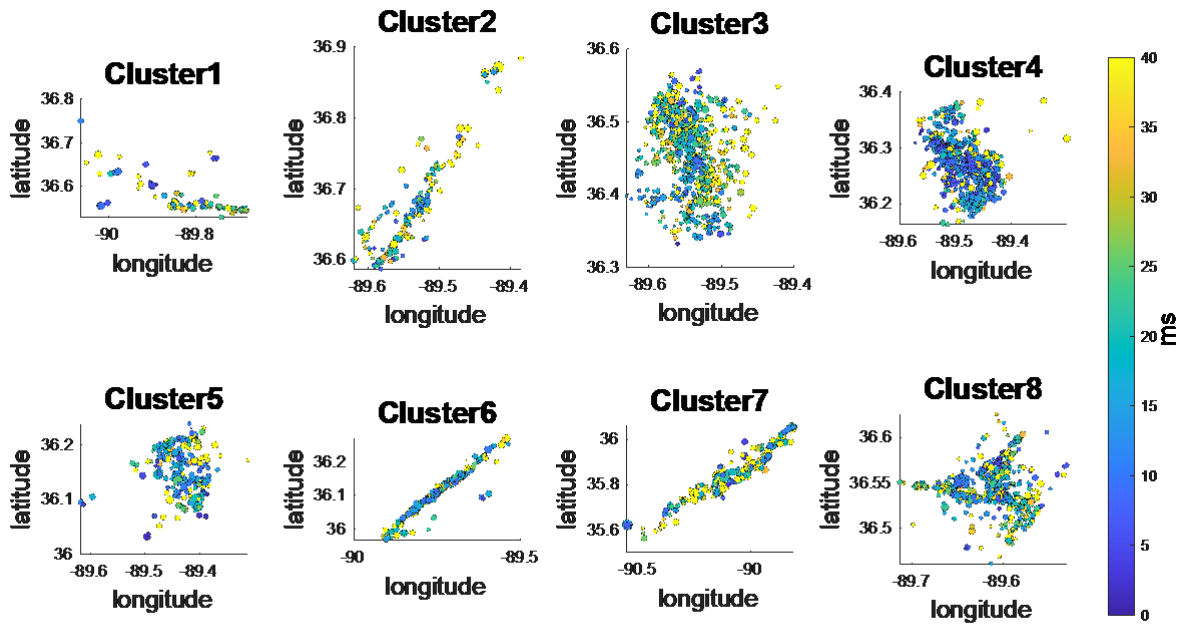 Cluster1
36.8
36.7
36.6
latitude
-90
-89.8
longitude
Cluster2
36.9
36.8
36.7
36.6
latitude
-89.6
-89.5
-89.4
longitude
Cluster3
36.6
36.5
36.4
36.3
latitude
-89.6
-89.5
-89.4
longitude
Cluster4
36.4
36.3
36.2
latitude
-89.6
-89.5
-89.4
longitude
40
35
30
25
20
15
10
5
0
ms
Cluster5
36.2
36.1
36
latitude
-89.6
-89.5
-89.4
longitude
Cluster6
36.2
36.1
36
latitude
-90
-89.5
longitude
Cluster7
36
35.8
35.6
latitude
-90.5
-90
longitude
Cluster8
36.6
36.55
36.5
latitude
-89.7
-89.6
longitude